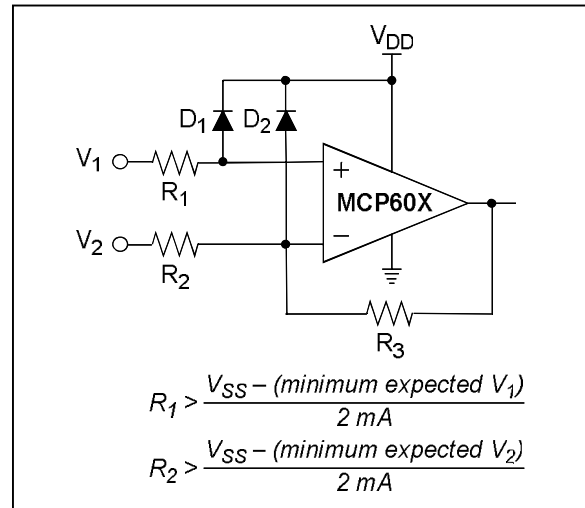 VDD
D1 D2
V1
R1
+
MCP60X
V2
R2
−
R3
R1 > VSS – (minimum expected V1)
2 mA
R2 > VSS – (minimum expected V2)
2 mA